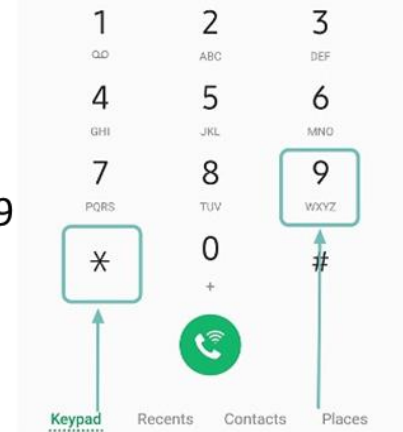 1 2 3
ABC DEF
4 5 6
GHI JKL MNO
7 8 9
PQRS TUV WXYZ
9
* 0 #
+
Keypad Recents Contacts Places